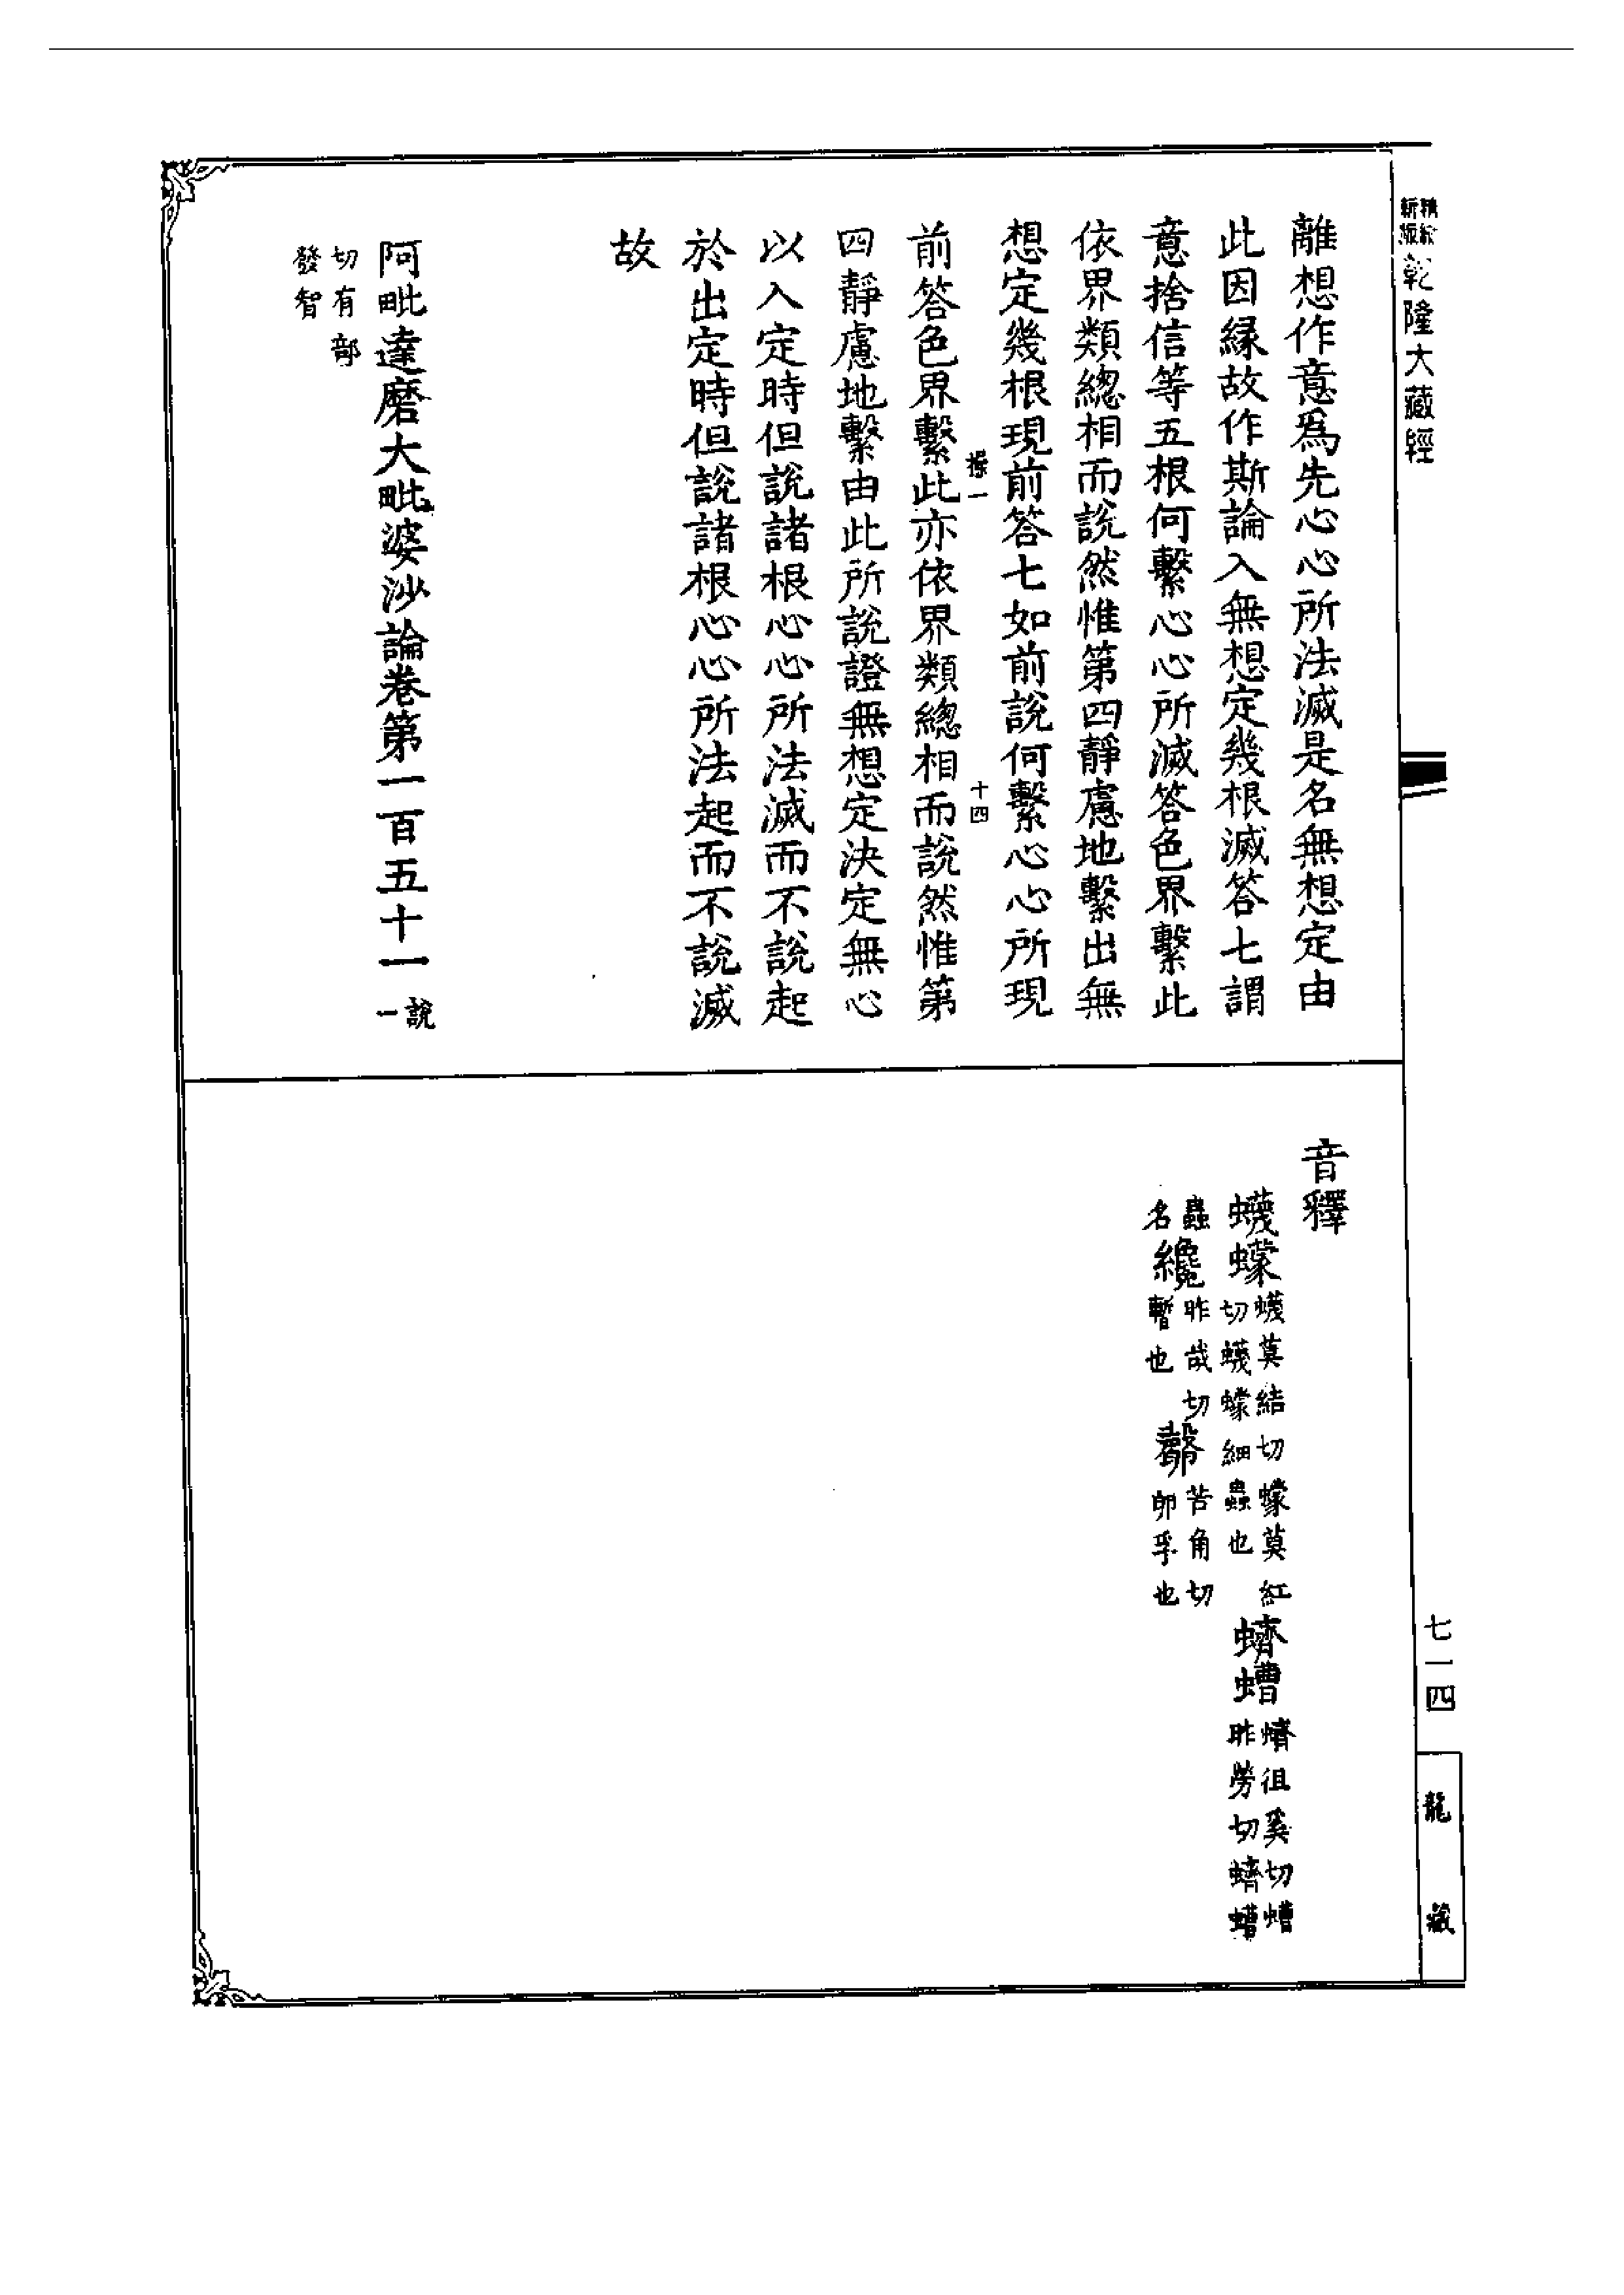 精絵
新版
乾隆大藏經
離想作意為先心心所法滅是名無想定由
此因縁故作斯論入無想定幾根滅答七謂
意捨信等五根何繫心心所滅答色界繫此
依界類總相而說然惟第四靜慮地繫出無
想定幾根現前答七如前說何繫心心所現
十四
前答色界繫此亦依界類總相而說然惟第
四靜慮地繫由此所說證無想定決定無心
以入定時但說諸根心心所法滅而不說起
於出定時但說諸根心心所法起而不說滅
故
阿毗達磨大毗婆沙論卷第一百五十一
說一
切有部
發智
音釋
蠛蠓
蠛莫結切蠓莫紅
切蠛蠓細蟲也
蠐螬
蠐徂奚切螬
昨勞切蠐螬
蟲
名
纔
昨哉切
暫也
㲉
苦角切
卵孚也
七一四
龍藏